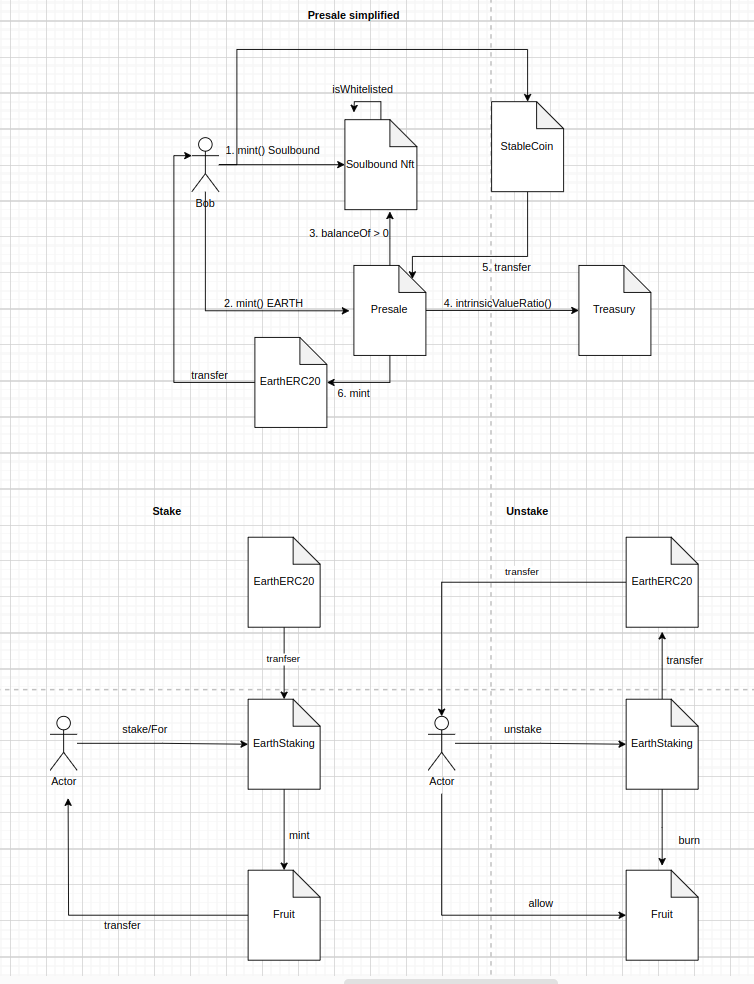 Presale simplified
isWhitelisted
1. mint() Soulbound
Soulbound Nft
StableCoin
Bob
3. balanceOf > 0
5. transfer
2. mint() EARTH
Presale
4. intrinsicValueRatio()
Treasury
transfer
EarthERC20
6. mint
Stake
Unstake
EarthERC20
transfer
EarthERC20
tranfser
transfer
stake/For
EarthStaking
unstake
EarthStaking
Actor
Actor
mint
burn
allow
Fruit
Fruit
transfer